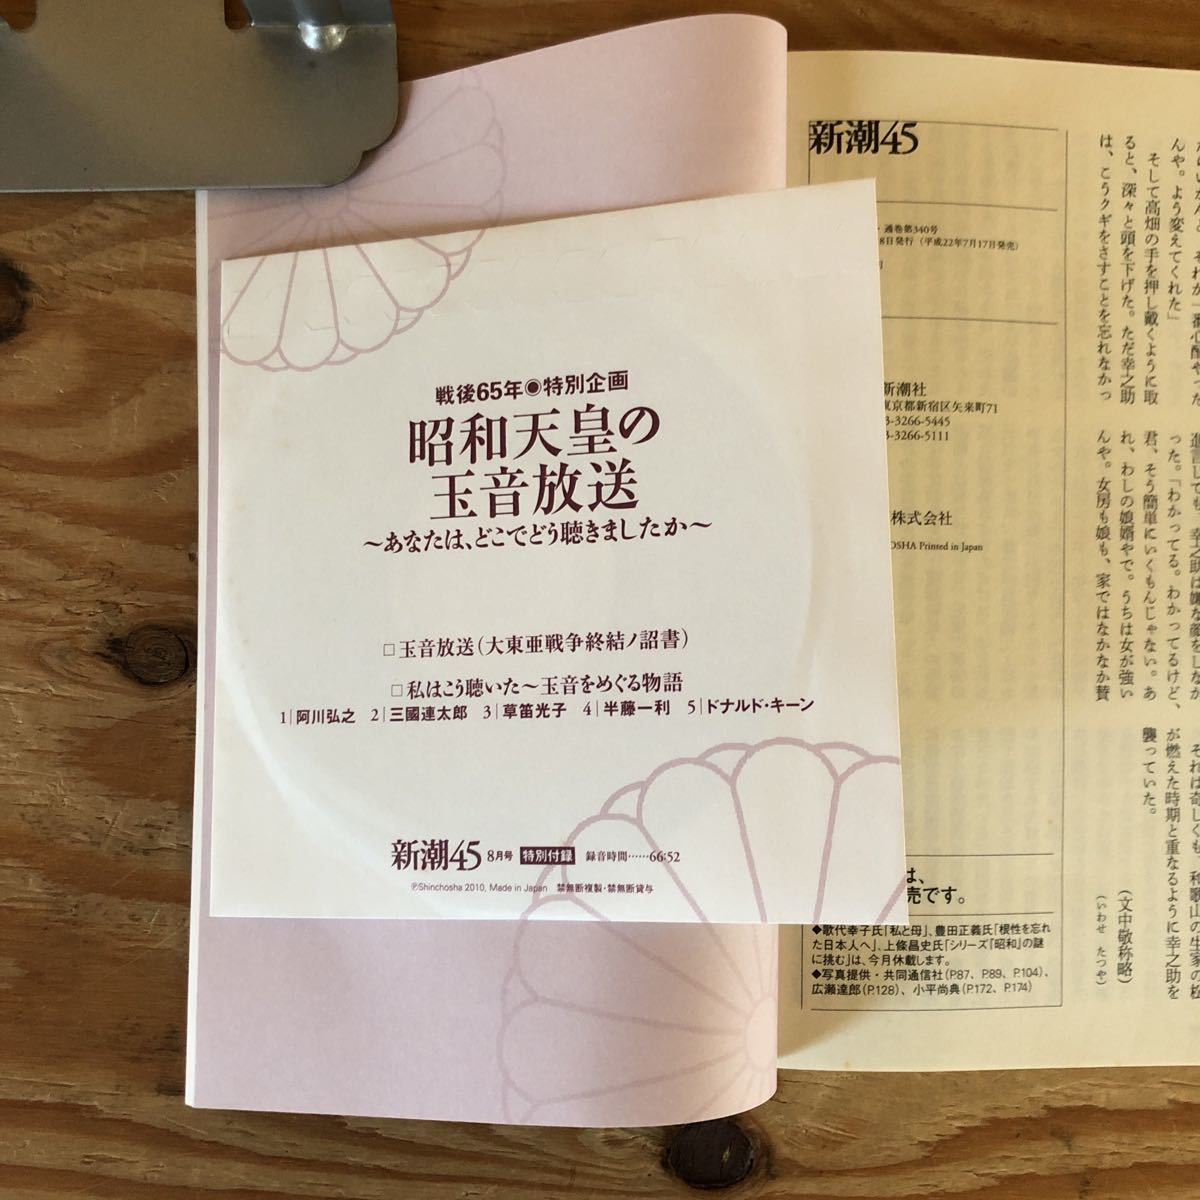 戦後65年◉特別企画
昭和天皇の
玉音放送
～あなたは、どこでどう聴きましたか～
□玉音放送(大東亜戦争終結ノ詔書)
□私はこう聴いた～玉音をめぐる物語
1|阿川弘之 2|三國連太郎 3|草笛光子 4|半藤一利 5|ドナルド・キーン
新潮45 8月号 特別付録 録音時間……66:52
ⓅShinchosha 2010, Made in Japan 禁無断複製・禁無断貸与
新潮45
・通巻第340号
8日発行(平成22年7月17日発売)
新潮社
東京都新宿区矢来町71
3-3266-5445
3-3266-5111
株式会社
OSHA Printed in Japan
は、
売です。
◆歌代幸子氏「私と母」、豊田正義氏「根性を忘れ
た日本人へ」、上條昌史氏「シリーズ「昭和」の謎
に挑む」は、今月休載します。
◆写真提供・共同通信社(P.87、P.89、P.104)、
広瀬達郎(P.128)、小平尚典(P.172、P.174)
んや。よう変えてくれた」
そして高畑の手を押し戴くように取
ると、深々と頭を下げた。ただ幸之助
は、こうクギをさすことを忘れなかっ
った。「わかってる。わかってるけど、
君、そう簡単にいくもんじゃない。あ
れ、わしの娘婿やで。うちは女が強い
んや。女房も娘も、家ではなかなか賛
それは奇しくも、和歌山の生家の松
が燃えた時期と重なるように幸之助を
襲っていた。
(文中敬称略)
(いわせ たつや)